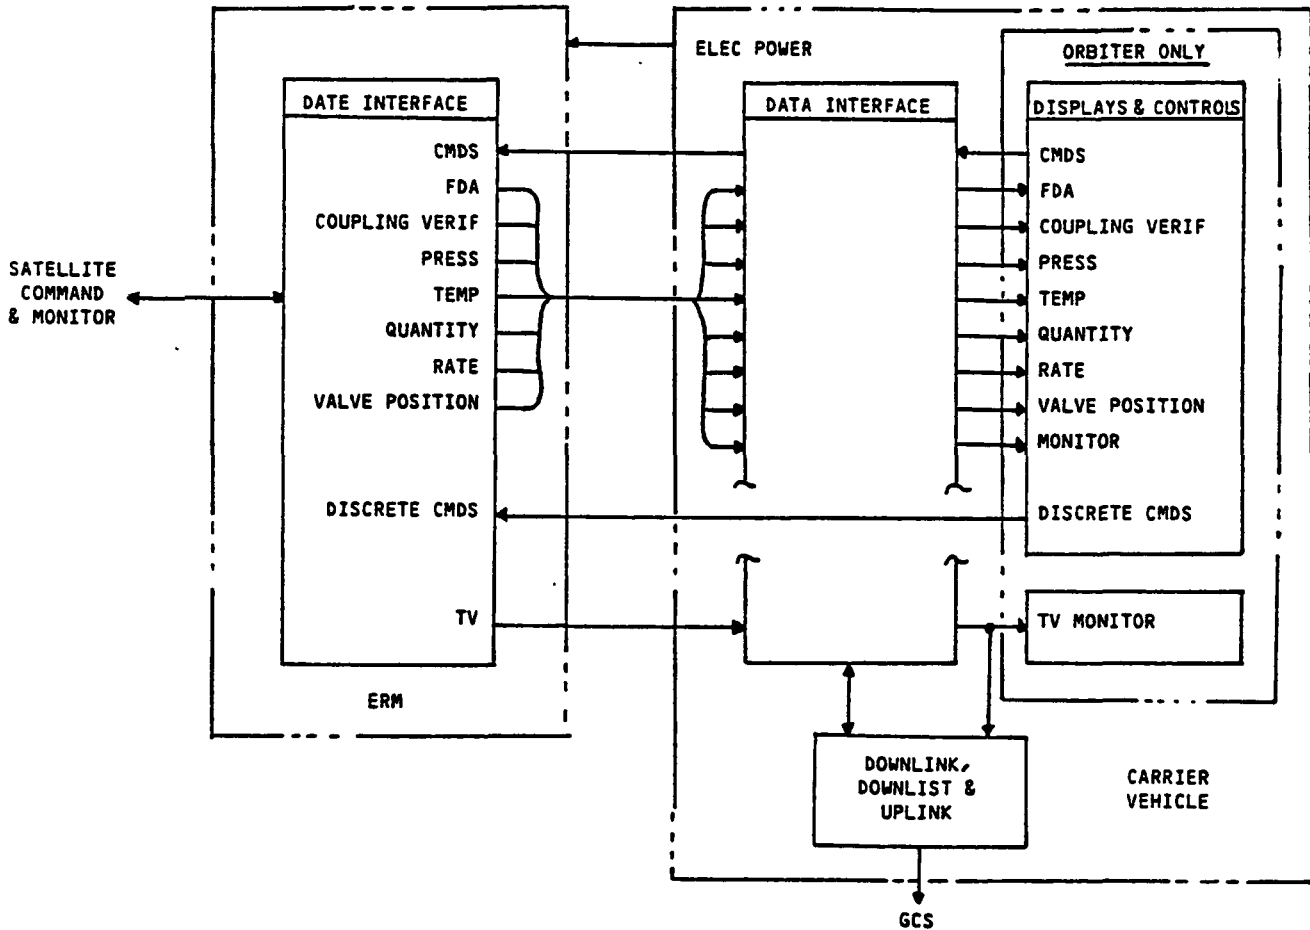 ELEC POWER
ORBITER ONLY
DATE INTERFACE
DATA INTERFACE
DISPLAYS & CONTROLS
CMDS
FDA
COUPLING VERIF
PRESS
TEMP
QUANTITY
RATE
VALVE POSITION
DISCRETE CMDS
TV
ERM
SATELLITE
COMMAND
& MONITOR
CMDS
FDA
COUPLING VERIF
PRESS
TEMP
QUANTITY
RATE
VALVE POSITION
MONITOR
DISCRETE CMDS
TV MONITOR
DOWNLINK,
DOWNLIST &
UPLINK
CARRIER
VEHICLE
GCS